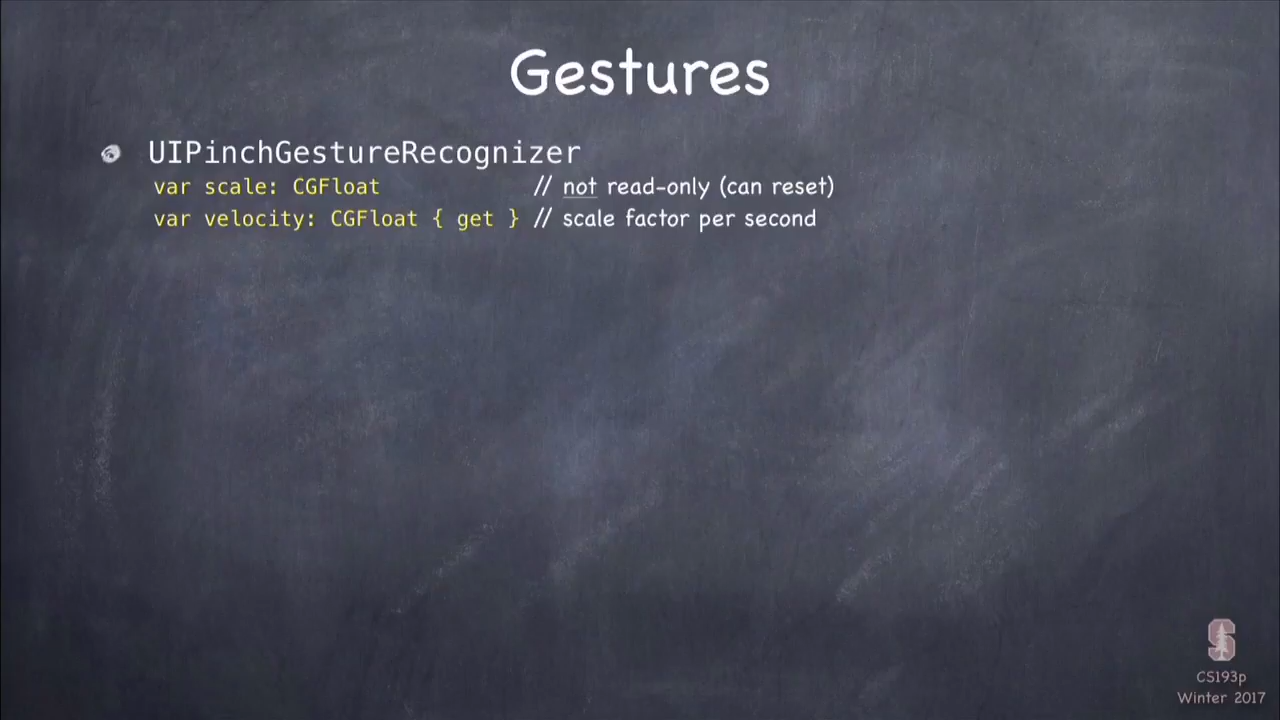 Gestures
UIPinchGestureRecognizer
var scale: CGFloat // not read-only (can reset)
var velocity: CGFloat { get } // scale factor per second
S
CS193p
Winter 2017